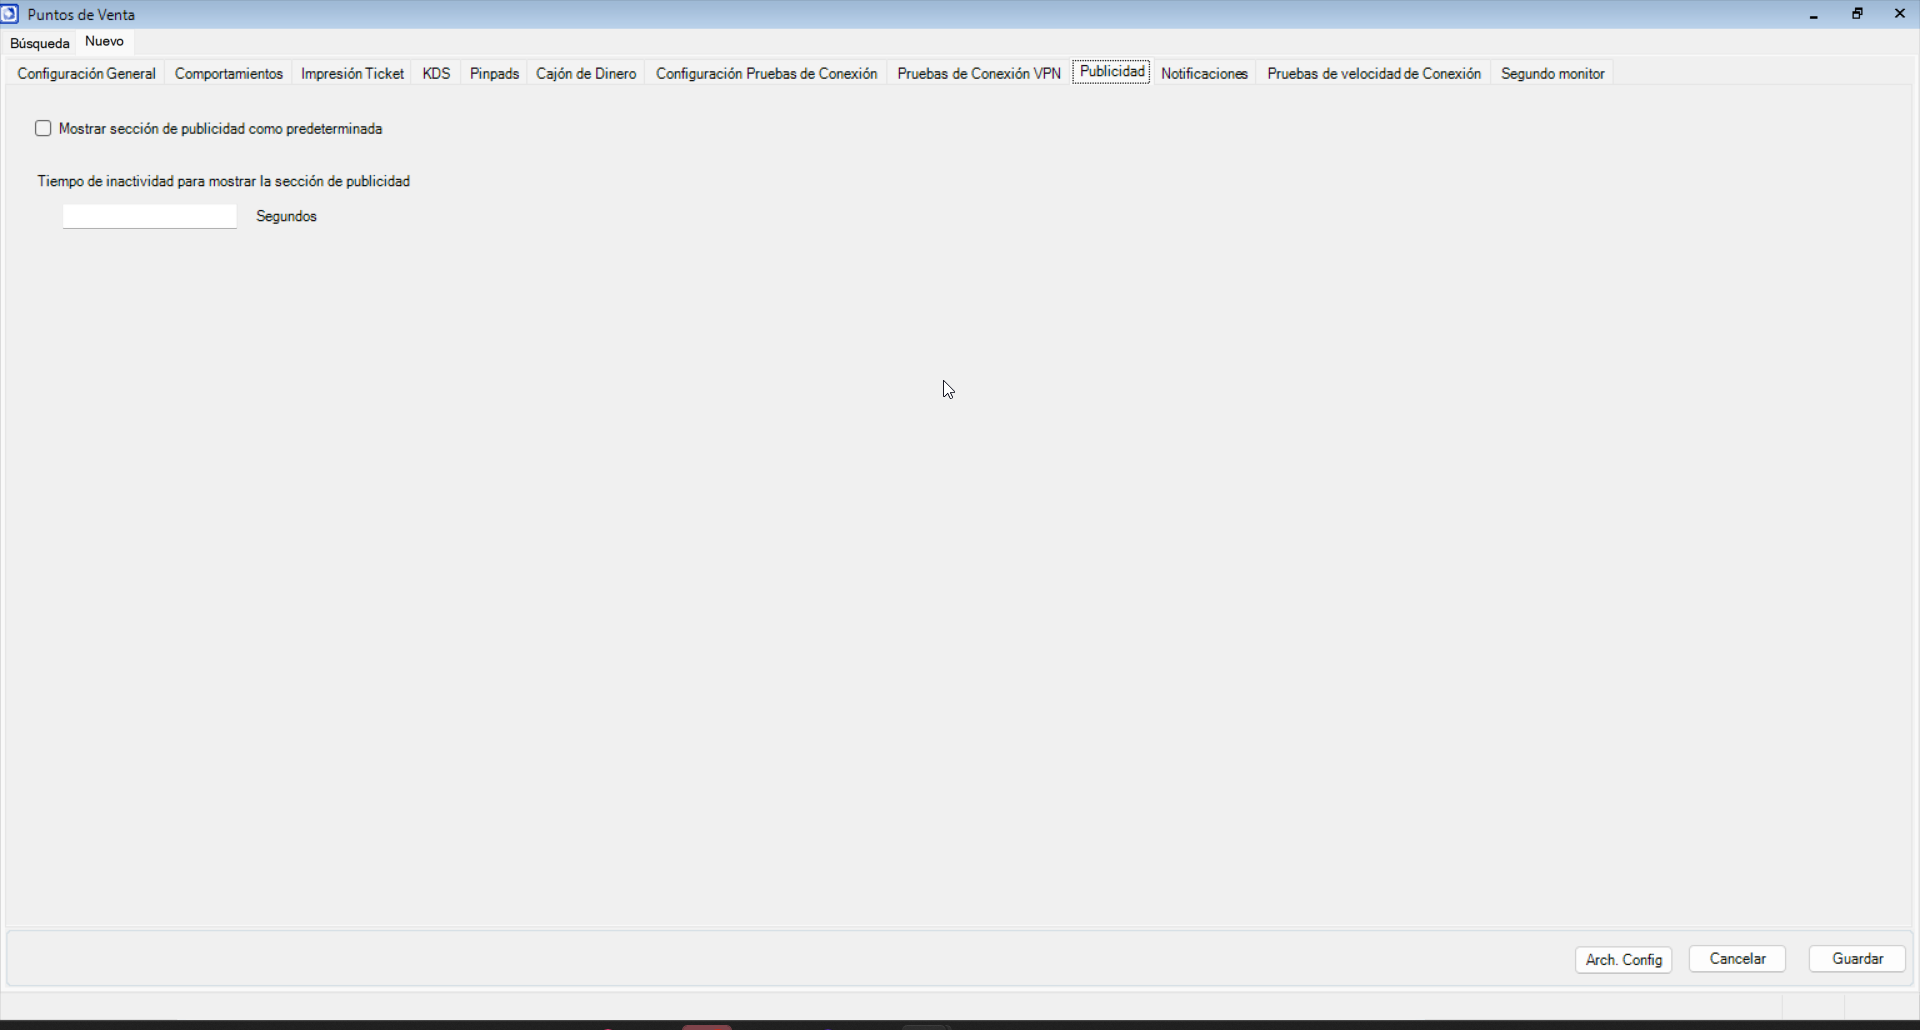 Puntos de Venta
Búsqueda Nuevo
Configuración General Comportamientos Impresión Ticket KDS Pinpads Cajón de Dinero Configuración Pruebas de Conexión Pruebas de Conexión VPN Publicidad Notificaciones Pruebas de velocidad de Conexión Segundo monitor
Mostrar sección de publicidad como predeterminada
Tiempo de inactividad para mostrar la sección de publicidad
Segundos
Arch. Config Cancelar Guardar